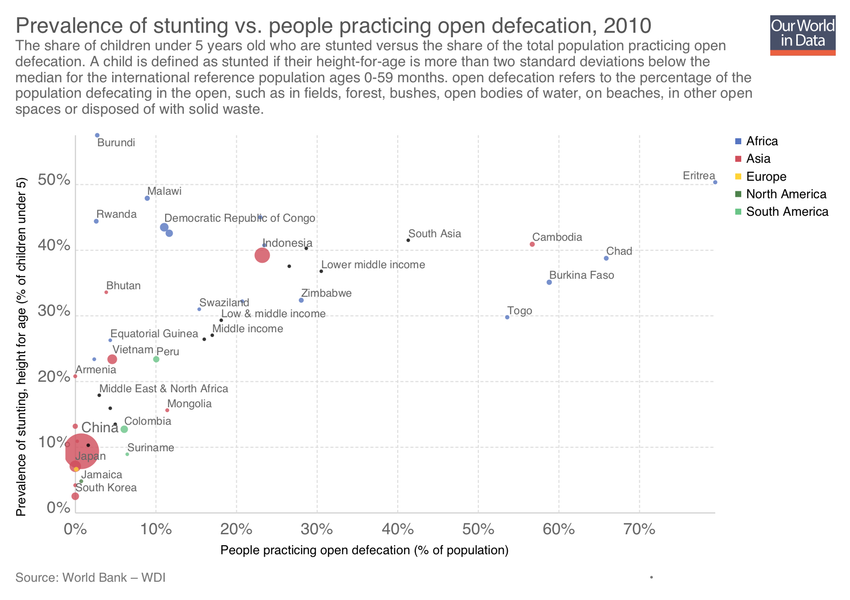 Prevalence of stunting vs. people practicing open defecation, 2010
Our World
in Data
The share of children under 5 years old who are stunted versus the share of the total population practicing open
defecation. A child is defined as stunted if their height-for-age is more than two standard deviations below the
median for the international reference population ages 0-59 months. open defecation refers to the percentage of the
population defecating in the open, such as in fields, forest, bushes, open bodies of water, on beaches, in other open
spaces or disposed of with solid waste.
Burundi
Africa
Asia
Europe
North America
South America
Eritrea
50%
Malawi
Rwanda
Democratic Republic of Congo
South Asia
Cambodia
40%
Indonesia
Chad
Lower middle income
Burkina Faso
Bhutan
Zimbabwe
Swaziland
30%
Low & middle income
Togo
Middle income
Equatorial Guinea
Vietnam
Peru
20%
Armenia
Middle East & North Africa
Mongolia
Colombia
China
10%
Suriname
Japan
Jamaica
South Korea
0%
Prevalence of stunting, height for age (% of children under 5)
0%
10%
20%
30%
40%
50%
60%
70%
People practicing open defecation (% of population)
Source: World Bank – WDI